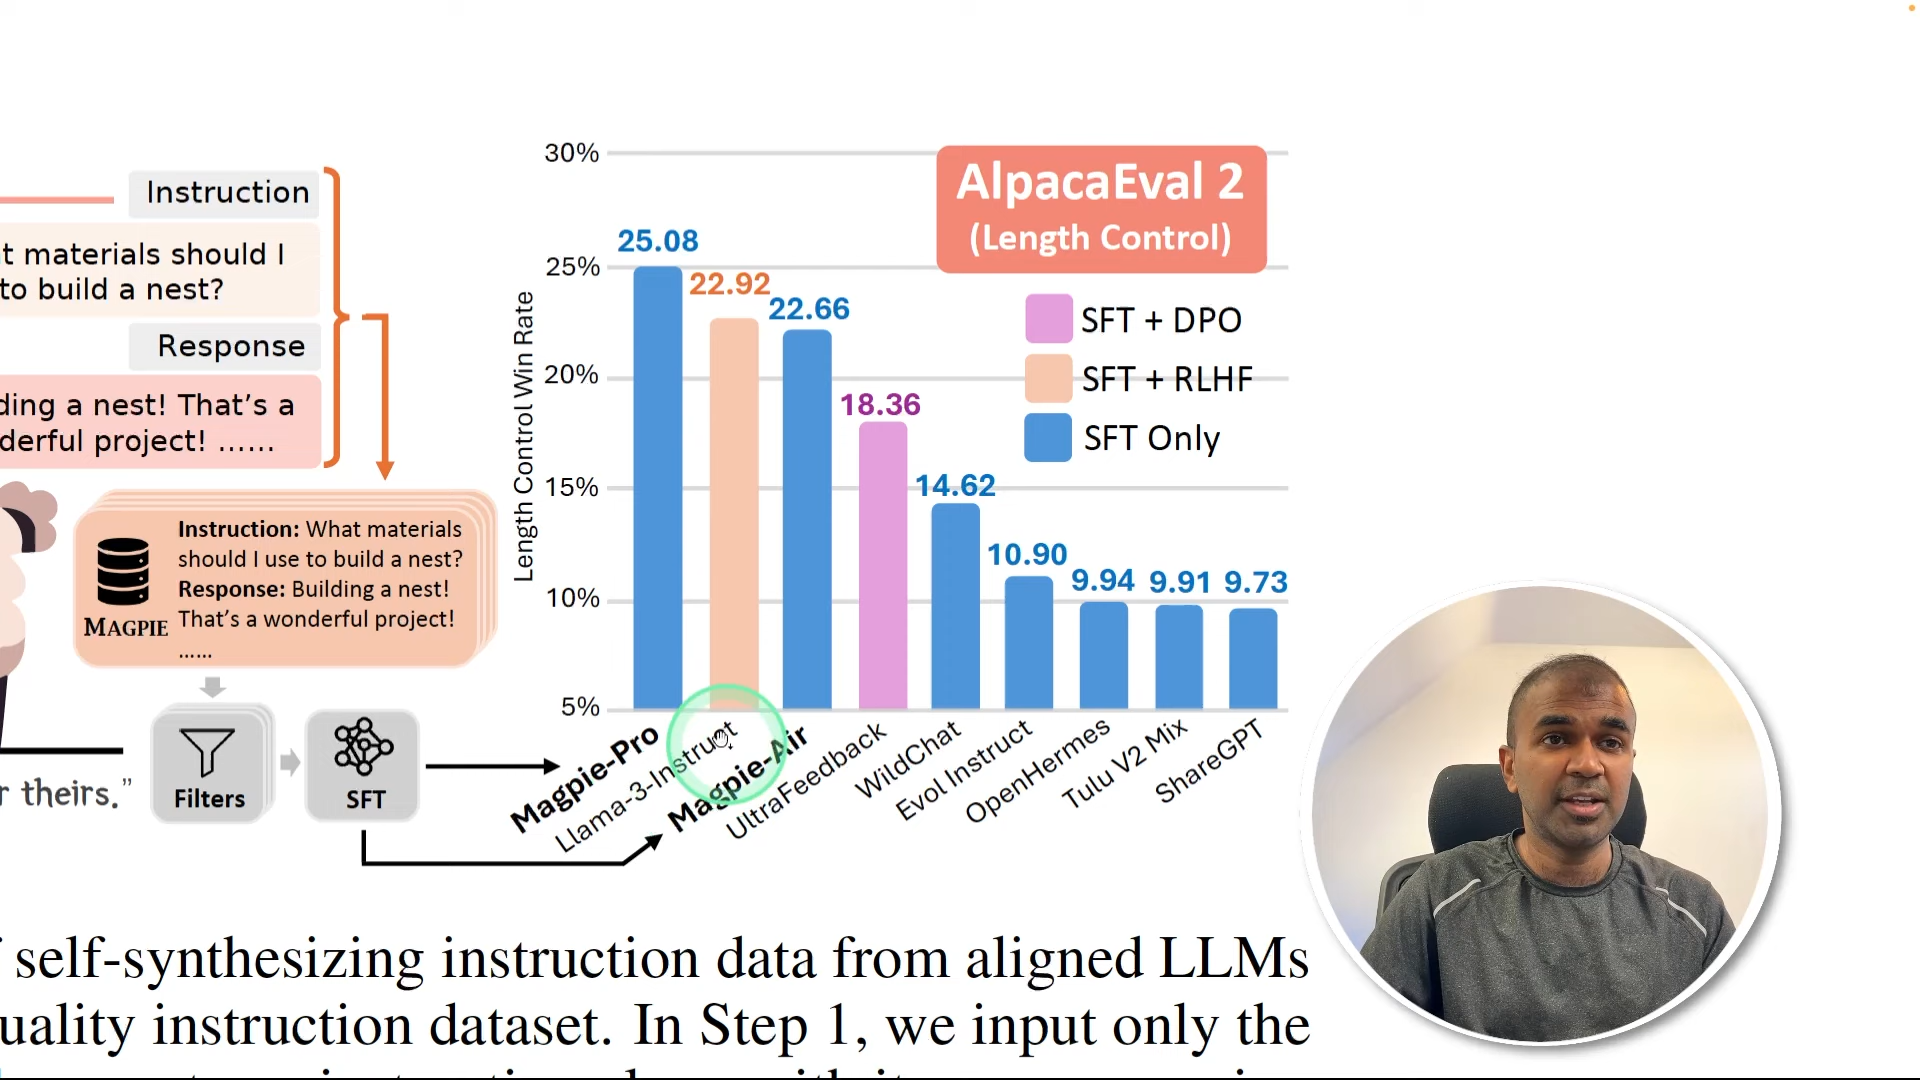 Instruction
t materials should I
to build a nest?
Response
ding a nest! That's a
derful project! ......
Instruction: What materials
should I use to build a nest?
Response: Building a nest!
That's a wonderful project!
......
MAGPIE
Filters
SFT
r theirs.”
AlpacaEval 2
(Length Control)
SFT + DPO
SFT + RLHF
SFT Only
Length Control Win Rate
30%
25%
20%
15%
10%
5%
25.08
22.92
22.66
18.36
14.62
10.90
9.94
9.91
9.73
Magpie-Pro
Llama-3-Instruct
Magpie-Air
UltraFeedback
WildChat
Evol Instruct
OpenHermes
Tulu V2 Mix
ShareGPT
self-synthesizing instruction data from aligned LLMs
uality instruction dataset. In Step 1, we input only the